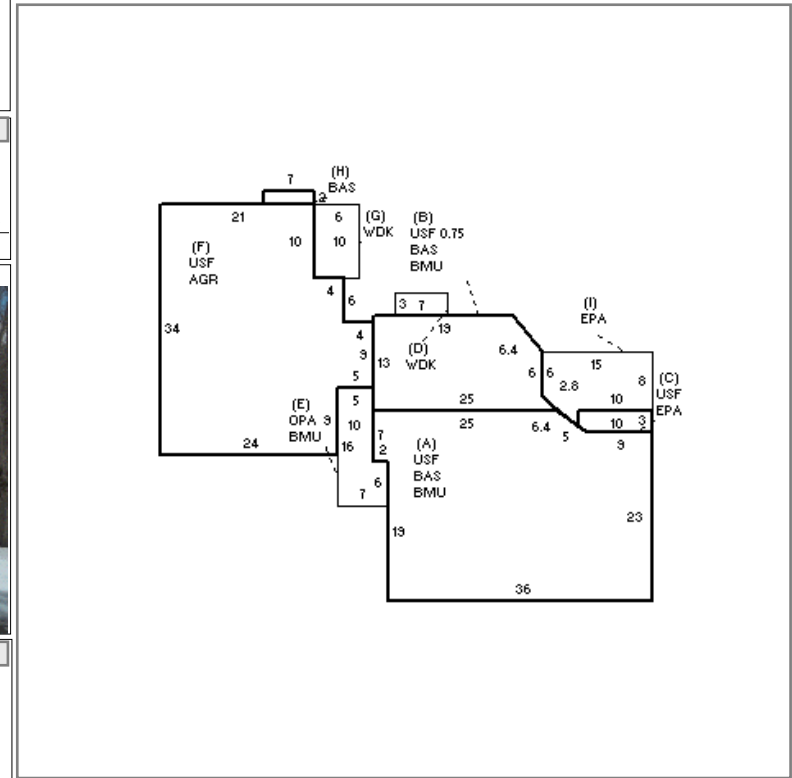 7
(H)
BAS
2
21
6
(G)
WDK
(B)
USF 0.75
BAS
BMU
(F)
USF
AGR
10
10
4
6
3
7
(I)
EPA
34
4
19
9
13
(D)
WDK
6.4
15
6
6
2.8
8
(C)
USF
EPA
5
5
25
10
(E)
OPA
BMU
9
10
25
6.4
5
10
3
9
24
16
7
2
(A)
USF
BAS
BMU
7
6
19
23
36